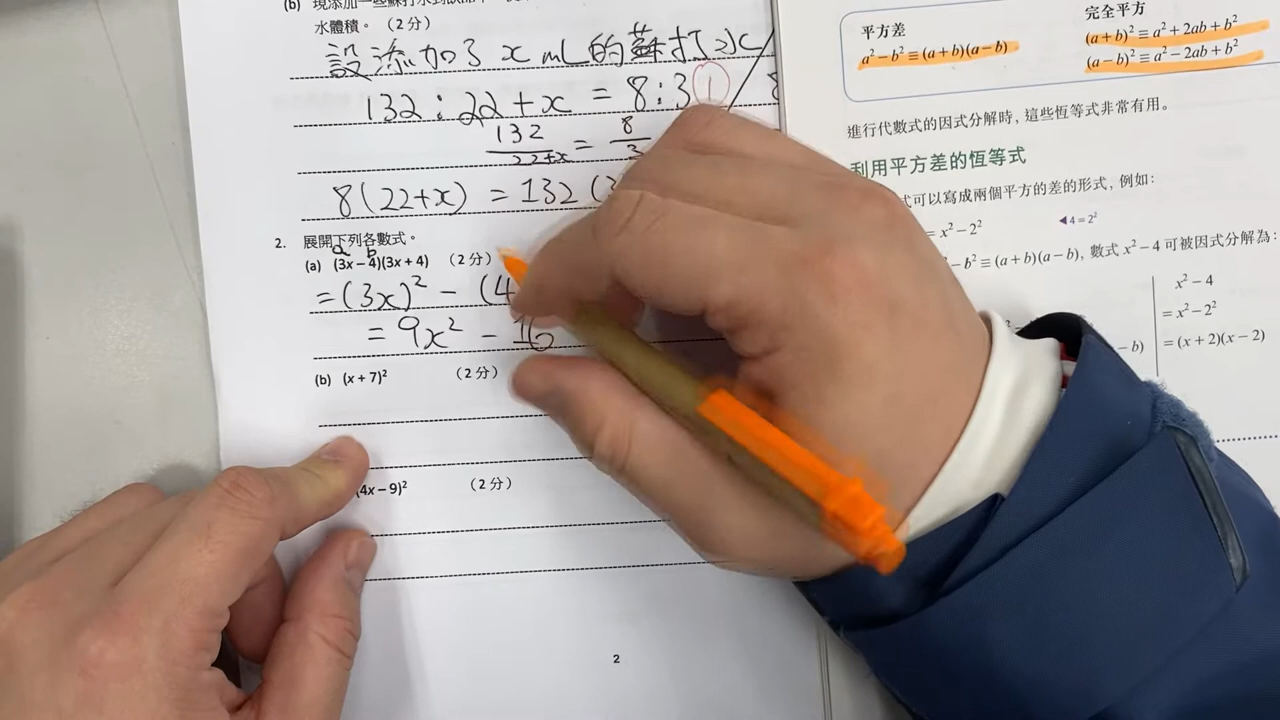 水體積。（2 分）
設添加了 x mL 的蘇打水
132 : 22 + x = 8 : 3
132
22+x
=
8
3
8(22+x) = 132(3
2. 展開下列各數式。
a b
(a) (3x − 4)(3x + 4) （2 分）
= (3x)² − (4
= 9x² − 16
(b) (x + 7)² （2 分）
(4x − 9)² （2 分）
2
平方差
a² − b² ≡ (a + b)(a − b)
完全平方
(a + b)² ≡ a² + 2ab + b²
(a − b)² ≡ a² − 2ab + b²
進行代數式的因式分解時，這些恆等式非常有用。
利用平方差的恆等式
式可以寫成兩個平方的差的形式，例如：
= x² − 2² ◀ 4 = 2²
− b² ≡ (a + b)(a − b)，數式 x² − 4 可被因式分解為：
− b)
x² − 4
= x² − 2²
= (x + 2)(x − 2)